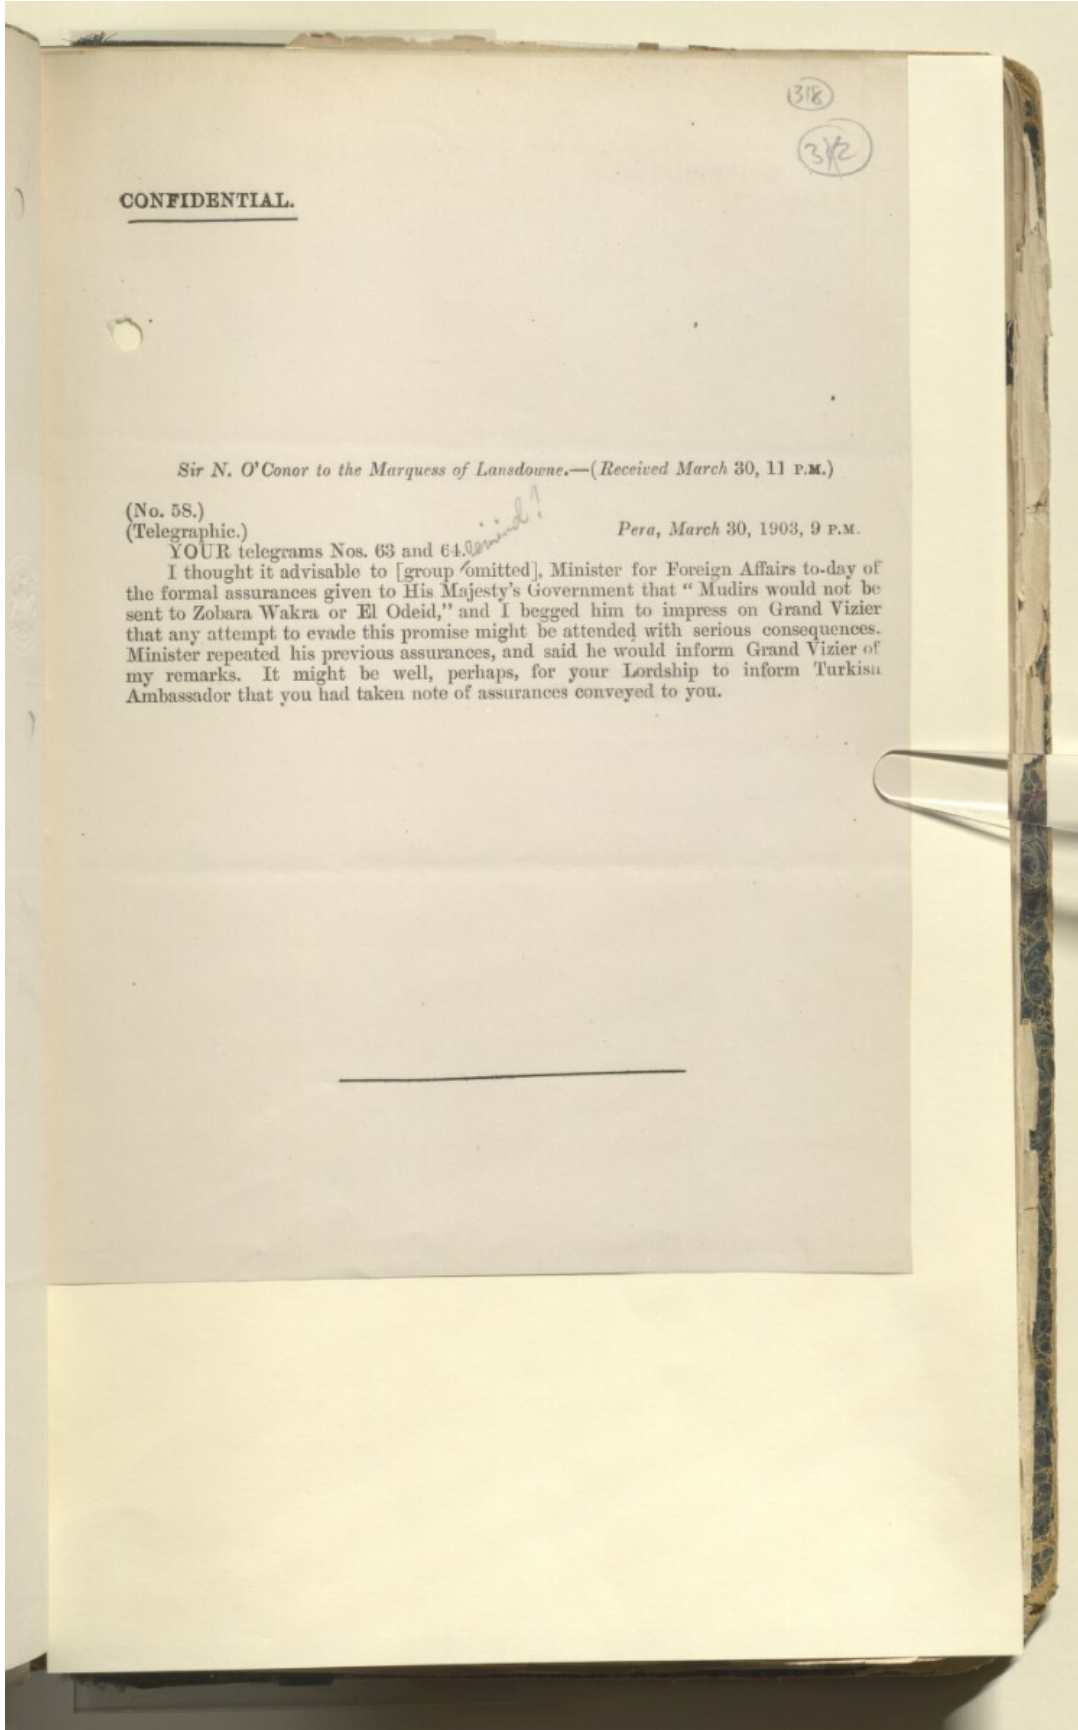 318
312
CONFIDENTIAL.
Sir N. O'Conor to the Marquess of Lansdowne.—(Received March 30, 11 P.M.)
(No. 58.)
(Telegraphic.) Pera, March 30, 1903, 9 P.M.
YOUR telegrams Nos. 63 and 64.
remind?
I thought it advisable to [group omitted], Minister for Foreign Affairs to-day of
the formal assurances given to His Majesty's Government that " Mudirs would not be
sent to Zobara Wakra or El Odeid," and I begged him to impress on Grand Vizier
that any attempt to evade this promise might be attended with serious consequences.
Minister repeated his previous assurances, and said he would inform Grand Vizier of
my remarks. It might be well, perhaps, for your Lordship to inform Turkish
Ambassador that you had taken note of assurances conveyed to you.